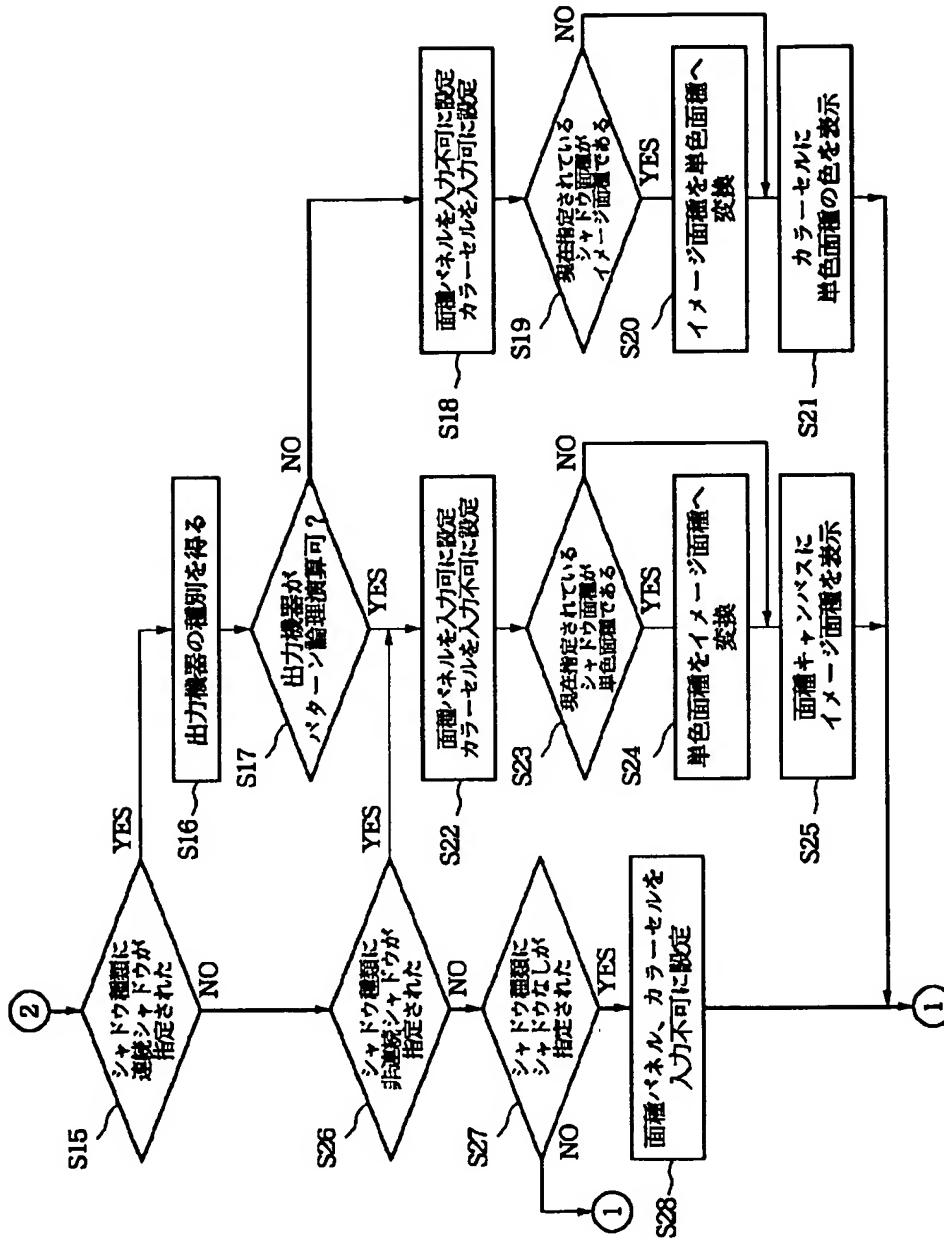 ②
シャドウ種類に
連続シャドウが
指定された
S15
YES
NO
出力機器の種別を得る
S16
出力機器が
パターン論理演算可?
S17
NO
YES
面種パネルを入力不可に設定
カラーセルを入力可に設定
S18
現在指定されている
シャドウ面種が
イメージ面種である
S19
NO
YES
イメージ面種を単色面種へ
変換
S20
カラーセルに
単色面種の色を表示
S21
シャドウ種類に
非連続シャドウが
指定された
S26
YES
NO
面種パネルを入力可に設定
カラーセルを入力不可に設定
S22
現在指定されている
シャドウ面種が
単色面種である
S23
NO
YES
単色面種をイメージ面種へ
変換
S24
面種キャンバスに
イメージ面種を表示
S25
シャドウ種類に
シャドウなしが
指定された
S27
NO
YES
①
面種パネル、カラーセルを
入力不可に設定
S28
①